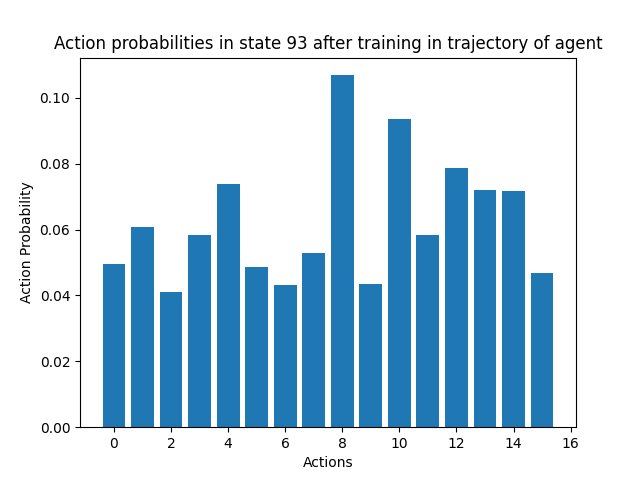 Action probabilities in state 93 after training in trajectory of agent
Action Probability
0.10
0.08
0.06
0.04
0.02
0.00
0 2 4 6 8 10 12 14 16
Actions